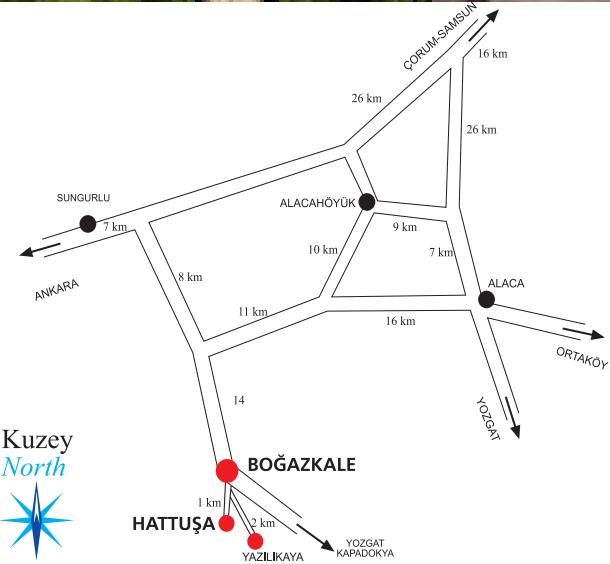 ÇORUM-SAMSUN
16 km
26 km
26 km
SUNGURLU
ALACAHÖYÜK
7 km
9 km
10 km
7 km
8 km
ANKARA
ALACA
11 km
16 km
ORTAKÖY
YOZGAT
14
Kuzey
North
BOĞAZKALE
1 km
HATTUŞA
2 km
YAZILIKAYA
YOZGAT
KAPADOKYA